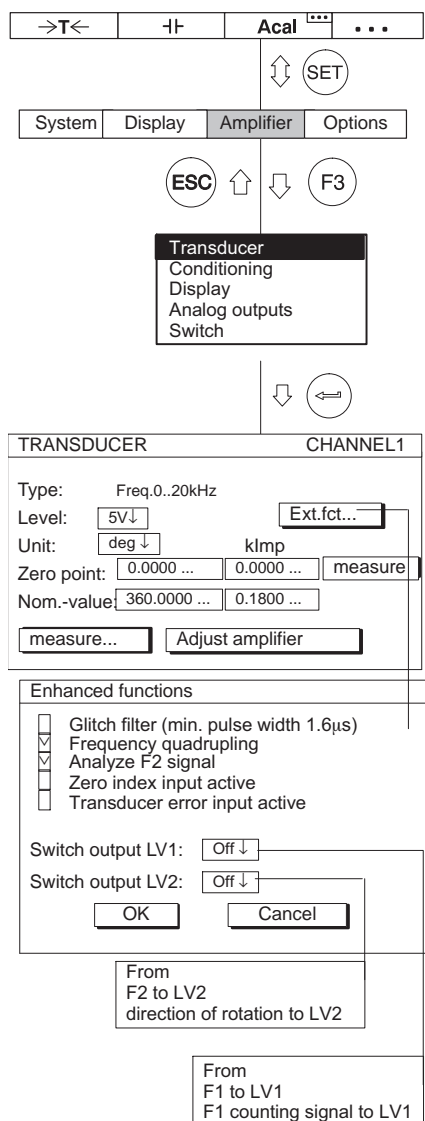 →T← ⊣⊢ Acal ...
SET
System Display Amplifier Options
ESC F3
Transducer
Conditioning
Display
Analog outputs
Switch
TRANSDUCER CHANNEL1
Type: Freq.0..20kHz
Level: 5V↓ Ext.fct...
Unit: deg ↓ kImp
Zero point: 0.0000 ... 0.0000 ... measure
Nom.-value: 360.0000 ... 0.1800 ...
measure... Adjust amplifier
Enhanced functions
Glitch filter (min. pulse width 1.6μs)
Frequency quadrupling
Analyze F2 signal
Zero index input active
Transducer error input active
Switch output LV1: Off ↓
Switch output LV2: Off ↓
OK Cancel
From
F2 to LV2
direction of rotation to LV2
From
F1 to LV1
F1 counting signal to LV1